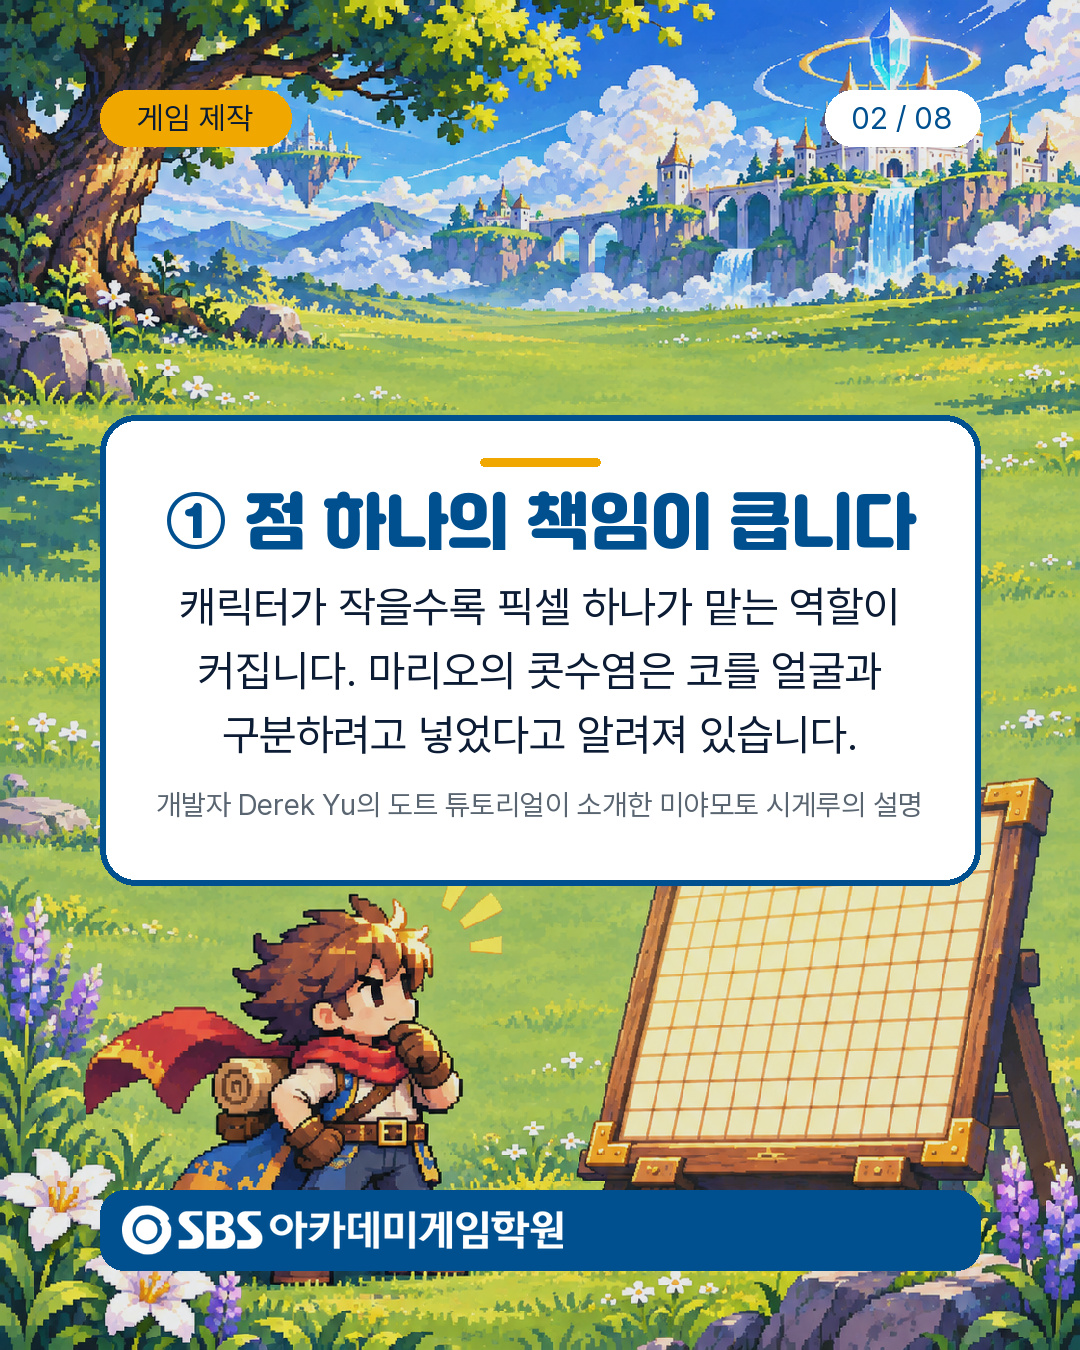 게임 제작
02 / 08
① 점 하나의 책임이 큽니다
캐릭터가 작을수록 픽셀 하나가 맡는 역할이
커집니다. 마리오의 콧수염은 코를 얼굴과
구분하려고 넣었다고 알려져 있습니다.
개발자 Derek Yu의 도트 튜토리얼이 소개한 미야모토 시게루의 설명
SBS 아카데미게임학원